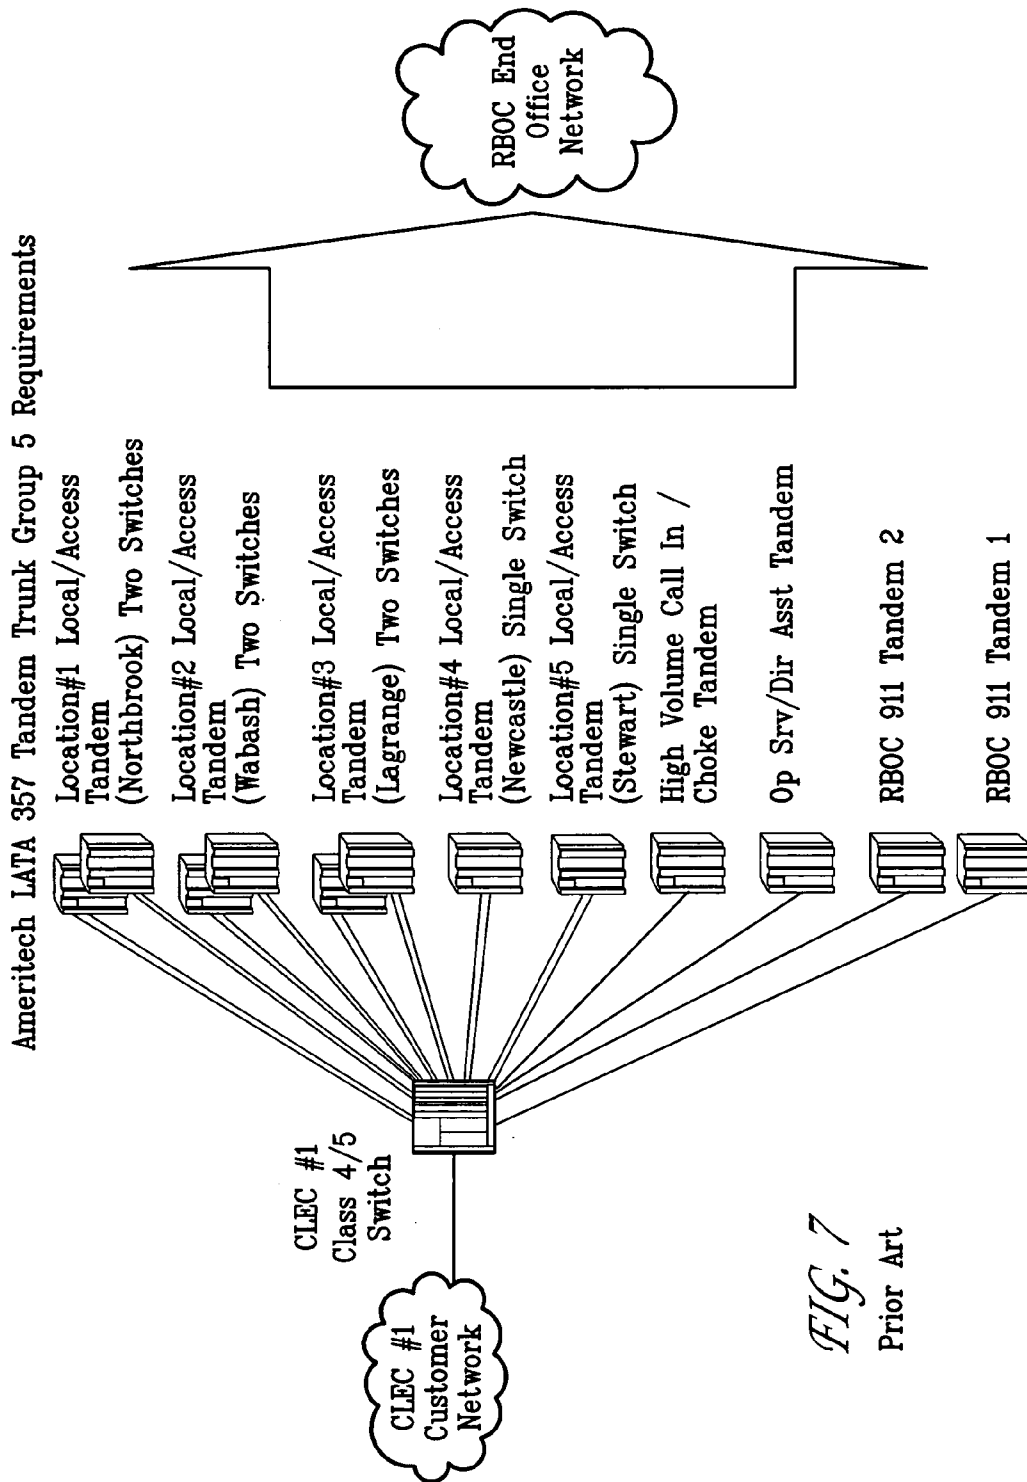 Ameritech LATA 357 Tandem Trunk Group 5 Requirements
CLEC #1
Customer
Network
CLEC #1
Class 4/5
Switch
Location#1 Local/Access
Tandem
(Northbrook) Two Switches
Location#2 Local/Access
Tandem
(Wabash) Two Switches
Location#3 Local/Access
Tandem
(Lagrange) Two Switches
Location#4 Local/Access
Tandem
(Newcastle) Single Switch
Location#5 Local/Access
Tandem
(Stewart) Single Switch
High Volume Call In /
Choke Tandem
Op Srv/Dir Asst Tandem
RBOC 911 Tandem 2
RBOC 911 Tandem 1
RBOC End
Office
Network
FIG. 7
Prior Art